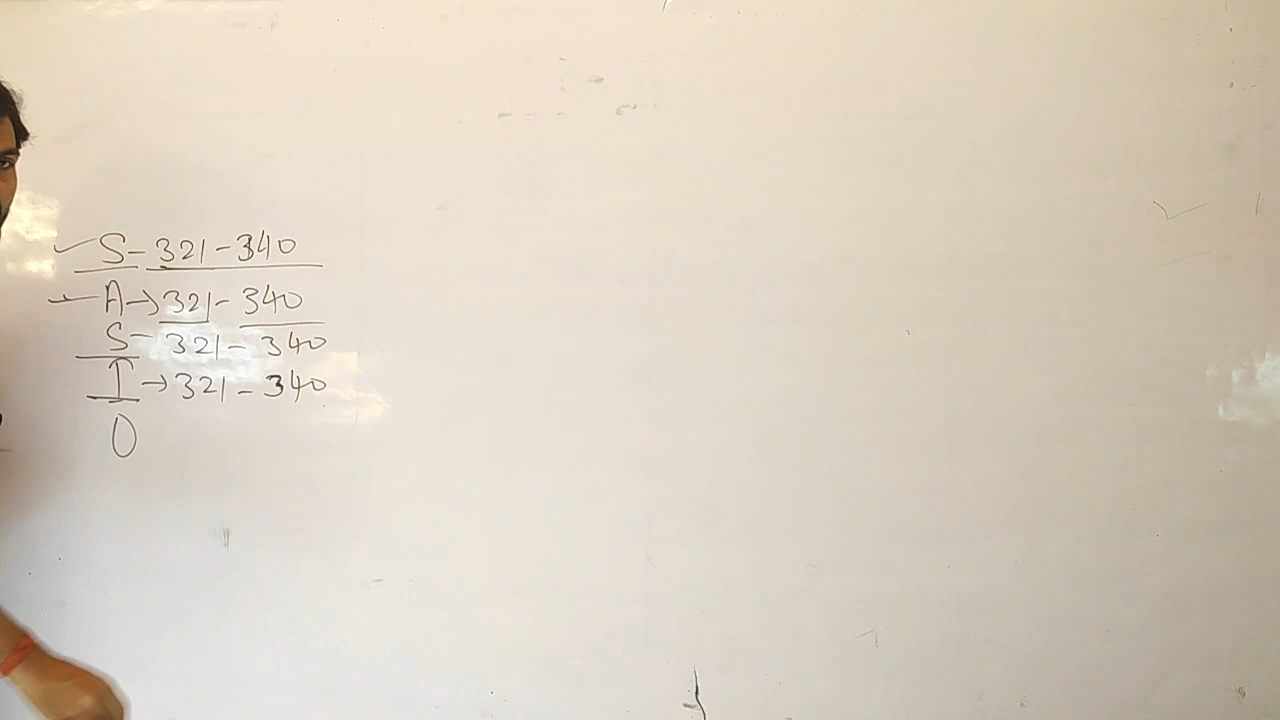 ✓ S - 321 - 340
✓ A → 321 - 340
S - 321 - 340
I → 321 - 340
O